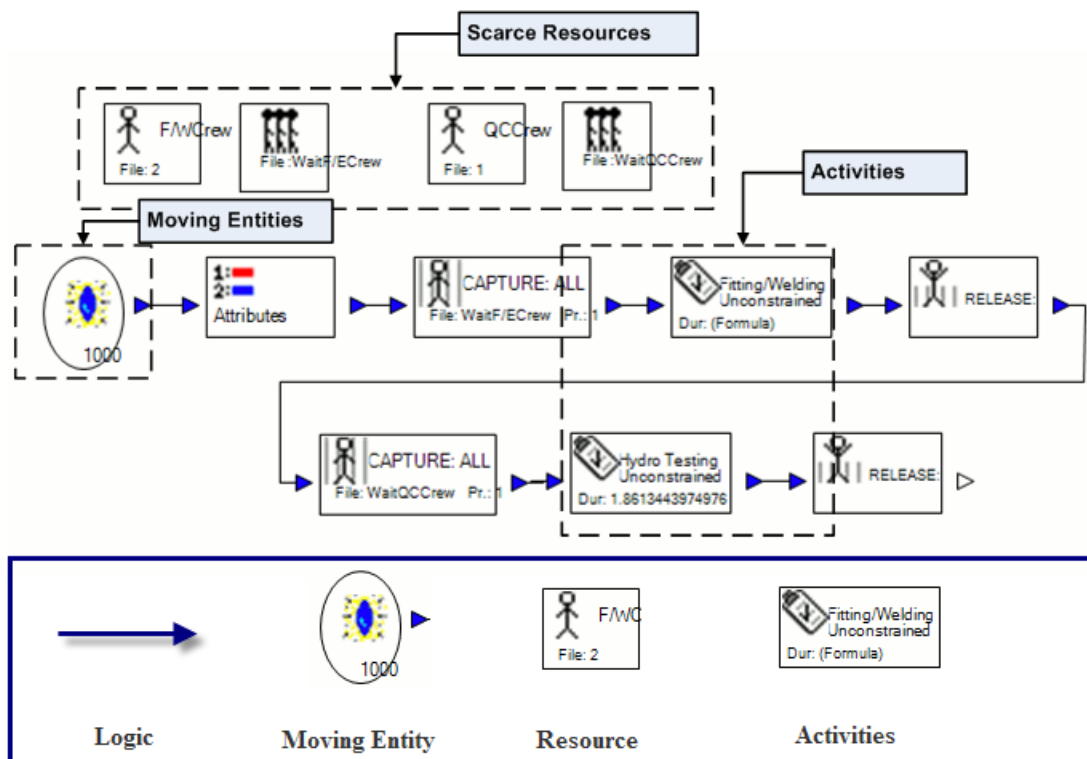 Scarce Resources
F/WCrew
File: 2
File :WaitF/ECrew
QCCrew
File: 1
File :WaitQCCrew
Activities
Moving Entities
1000
1:
2:
Attributes
CAPTURE: ALL
File: WaitF/ECrew Pr.: 1
Fitting/Welding
Unconstrained
Dur: (Formula)
RELEASE:
CAPTURE: ALL
File: WaitQCCrew Pr.: 1
Hydro Testing
Unconstrained
Dur: 1.8613443974976
RELEASE:
1000
F/WC
File: 2
Fitting/Welding
Unconstrained
Dur: (Formula)
Logic
Moving Entity
Resource
Activities